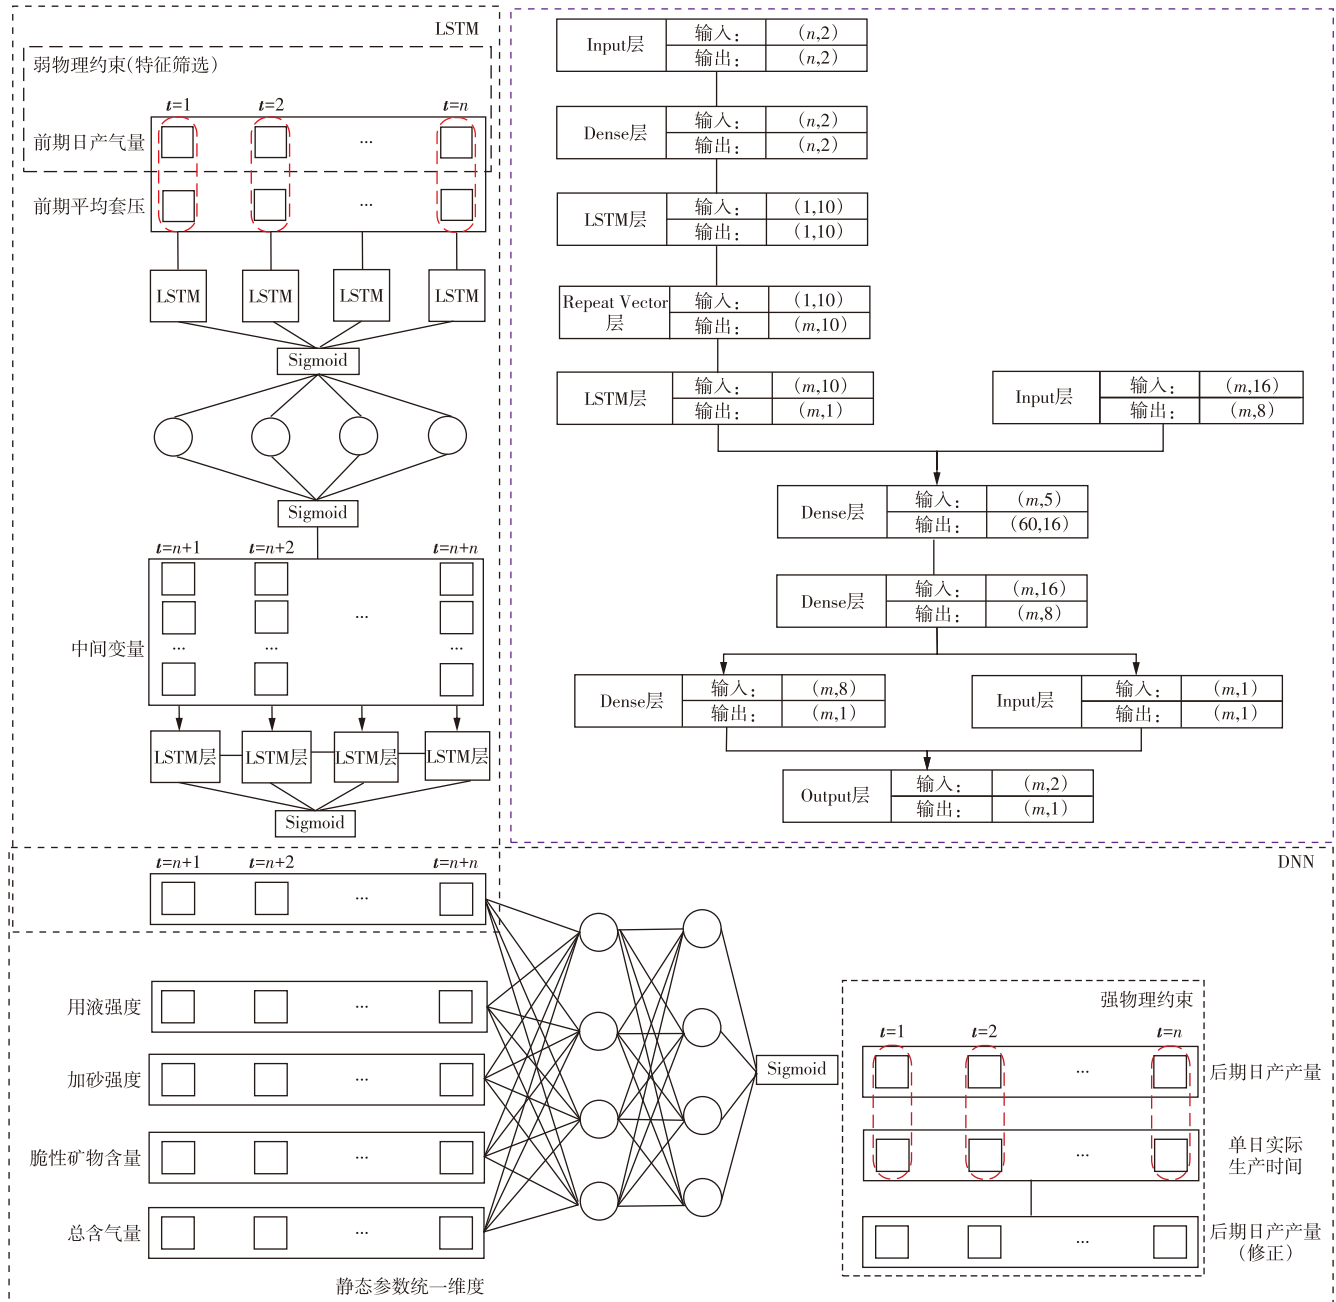 LSTM
弱物理约束(特征筛选)
t=1 t=2 t=n
前期日产气量 ...
前期平均套压 ...
LSTM LSTM LSTM LSTM
Sigmoid
Sigmoid
t=n+1 t=n+2 t=n+n
...
中间变量 ... ... ...
LSTM层 LSTM层 LSTM层 LSTM层
Sigmoid
Input层 输入: (n,2)
输出: (n,2)
Dense层 输入: (n,2)
输出: (n,2)
LSTM层 输入: (1,10)
输出: (1,10)
Repeat Vector层 输入: (1,10)
输出: (m,10)
LSTM层 输入: (m,10)
输出: (m,1)
Input层 输入: (m,16)
输出: (m,8)
Dense层 输入: (m,5)
输出: (60,16)
Dense层 输入: (m,16)
输出: (m,8)
Dense层 输入: (m,8)
输出: (m,1)
Input层 输入: (m,1)
输出: (m,1)
Output层 输入: (m,2)
输出: (m,1)
DNN
t=n+1 t=n+2 t=n+n
...
用液强度 ...
加砂强度 ...
脆性矿物含量 ...
总含气量 ...
静态参数统一维度
Sigmoid
强物理约束
t=1 t=2 t=n
... 后期日产产量
... 单日实际
生产时间
... 后期日产产量
(修正)